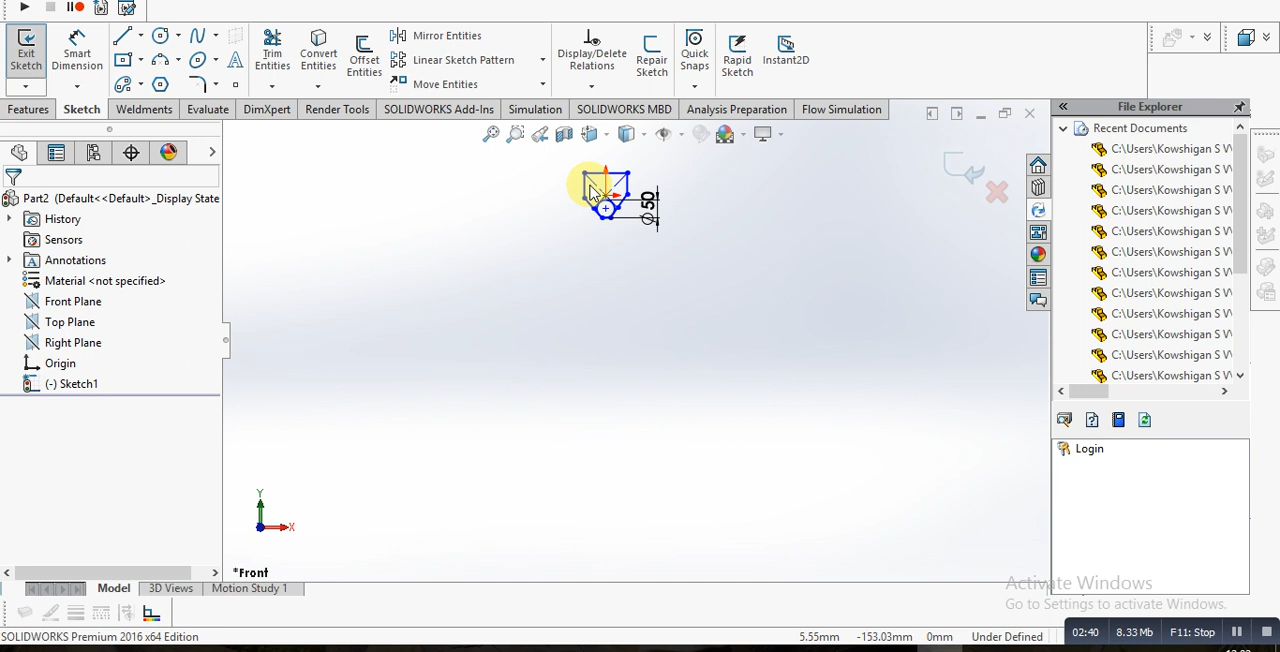 Exit Sketch
Smart Dimension
Trim Entities
Convert Entities
Offset Entities
Mirror Entities
Linear Sketch Pattern
Move Entities
Display/Delete Relations
Repair Sketch
Quick Snaps
Rapid Sketch
Instant2D
Features Sketch Weldments Evaluate DimXpert Render Tools SOLIDWORKS Add-Ins Simulation SOLIDWORKS MBD Analysis Preparation Flow Simulation
File Explorer
Recent Documents
C:\Users\Kowshigan S V\
C:\Users\Kowshigan S V\
C:\Users\Kowshigan S V\
C:\Users\Kowshigan S V\
C:\Users\Kowshigan S V\
C:\Users\Kowshigan S V\
C:\Users\Kowshigan S V\
C:\Users\Kowshigan S V\
C:\Users\Kowshigan S V\
C:\Users\Kowshigan S V\
C:\Users\Kowshigan S V\
C:\Users\Kowshigan S V\
Login
Part2 (Default<<Default>_Display State
History
Sensors
Annotations
Material <not specified>
Front Plane
Top Plane
Right Plane
Origin
(-) Sketch1
∅50
Y
X
*Front
Model 3D Views Motion Study 1
Activate Windows
Go to Settings to activate Windows.
SOLIDWORKS Premium 2016 x64 Edition
5.55mm -153.03mm 0mm Under Defined
02:40 8.33 Mb F11: Stop